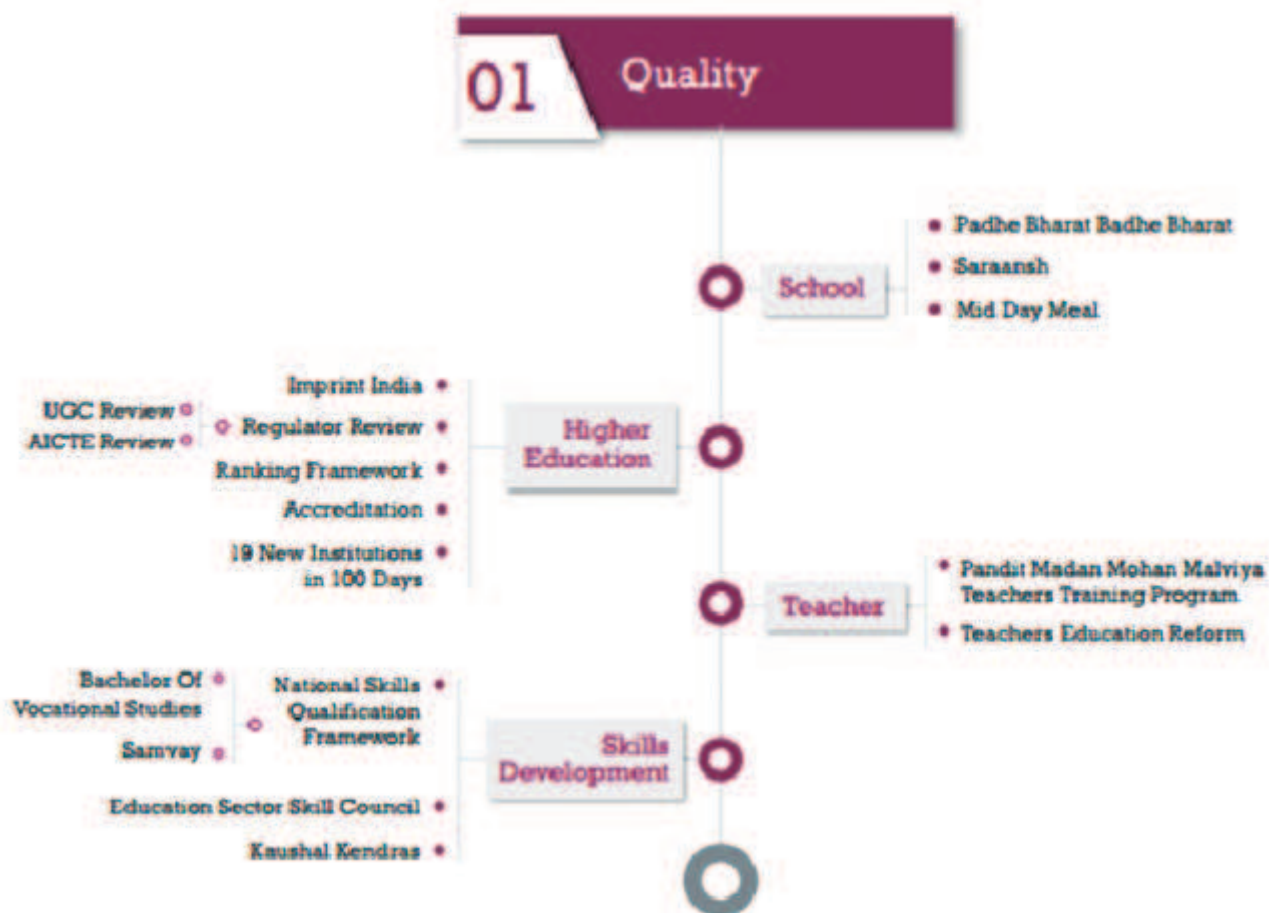 01
Quality
School
Padhe Bharat Badhe Bharat
Saraansh
Mid Day Meal
Higher
Education
Imprint India
Regulator Review
UGC Review
AICTE Review
Ranking Framework
Accreditation
19 New Institutions
in 100 Days
Teacher
Pandit Madan Mohan Malviya
Teachers Training Program
Teachers Education Reform
Skills
Development
National Skills
Qualification
Framework
Bachelor Of
Vocational Studies
Samvay
Education Sector Skill Council
Kaushal Kendras